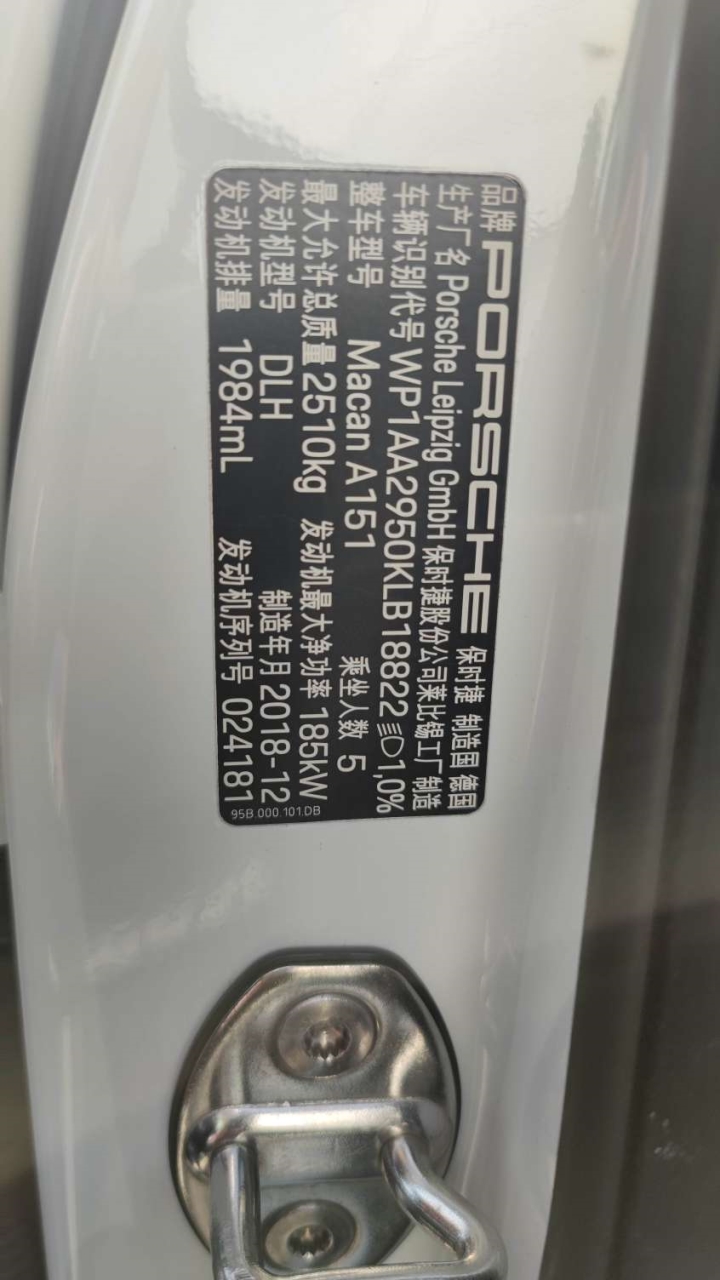 品牌 PORSCHE 保时捷 制造国 德国
生产厂名 Porsche Leipzig GmbH 保时捷股份公司莱比锡工厂 制造
车辆识别代号 WP1AA2950KLB18822 1,0%
整车型号 Macan A151 乘坐人数 5
最大允许总质量 2510kg 发动机最大净功率 185kW
发动机型号 DLH 制造年月 2018-12
发动机排量 1984mL 发动机序列号 024181
95B.000.101.DB